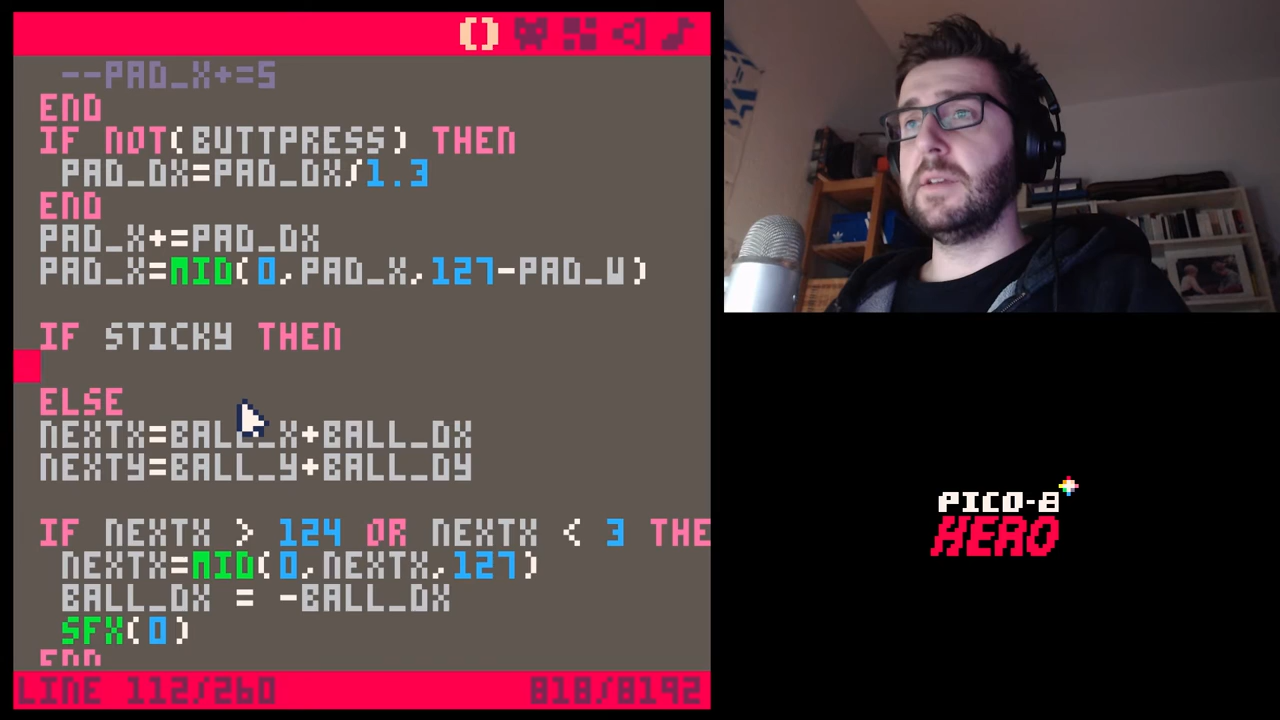 --PAD_X+=5
END
IF NOT(BUTTPRESS) THEN
PAD_DX=PAD_DX/1.3
END
PAD_X+=PAD_DX
PAD_X=MID(0,PAD_X,127-PAD_W)
IF STICKY THEN
ELSE
NEXTX=BALL_X+BALL_DX
NEXTY=BALL_Y+BALL_DY
IF NEXTX > 124 OR NEXTX < 3 THE
NEXTX=MID(0,NEXTX,127)
BALL_DX = -BALL_DX
SFX(0)
END
LINE 112/260 818/8192
PICO-8
HERO